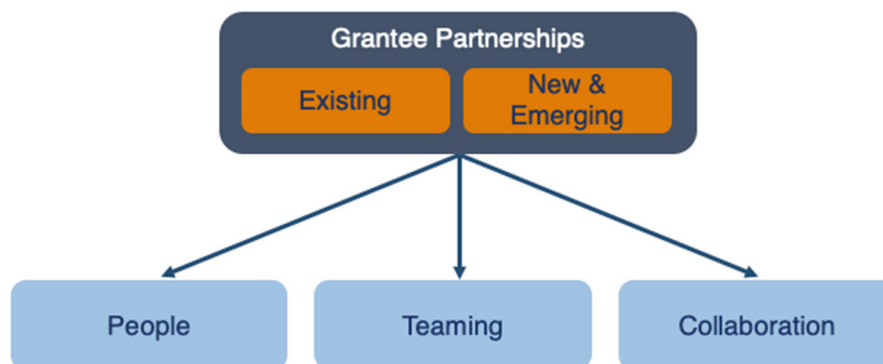 Grantee Partnerships
Existing
New &
Emerging
People
Teaming
Collaboration